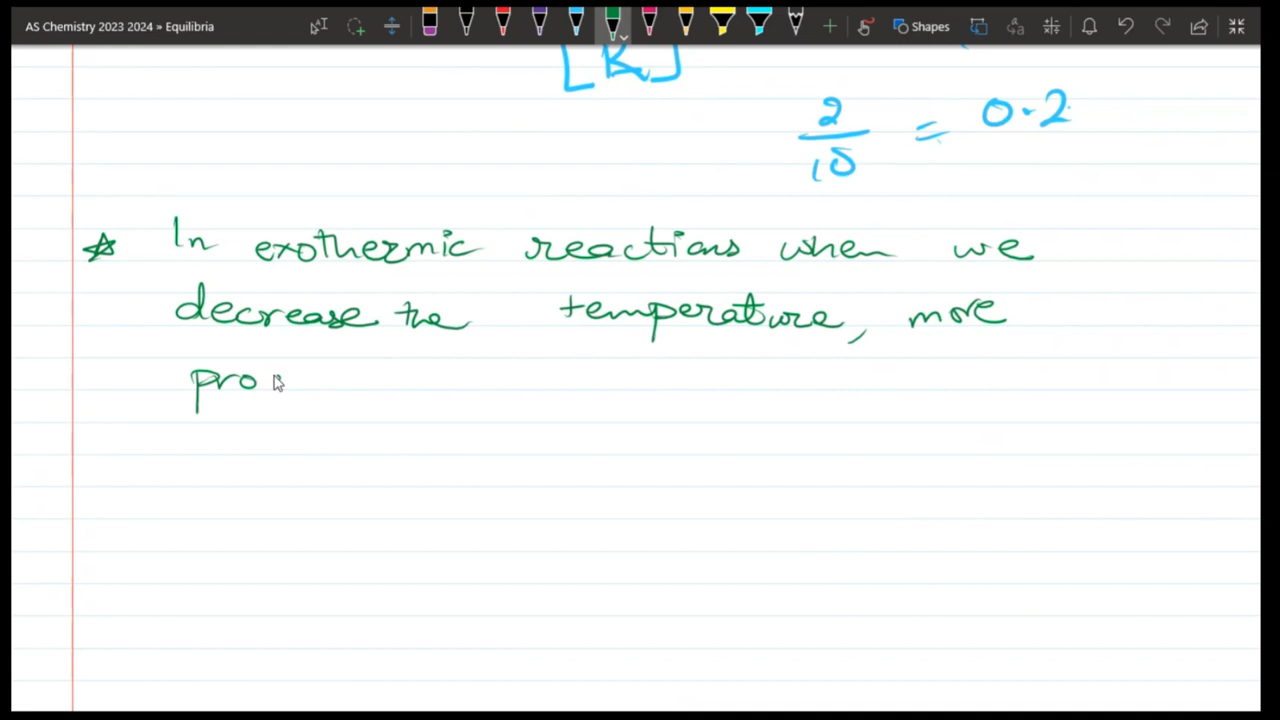 AS Chemistry 2023 2024 » Equilibria
Shapes
[R]
2
10
= 0.2
☆ In exothermic reactions when we
decrease the temperature, more
pro